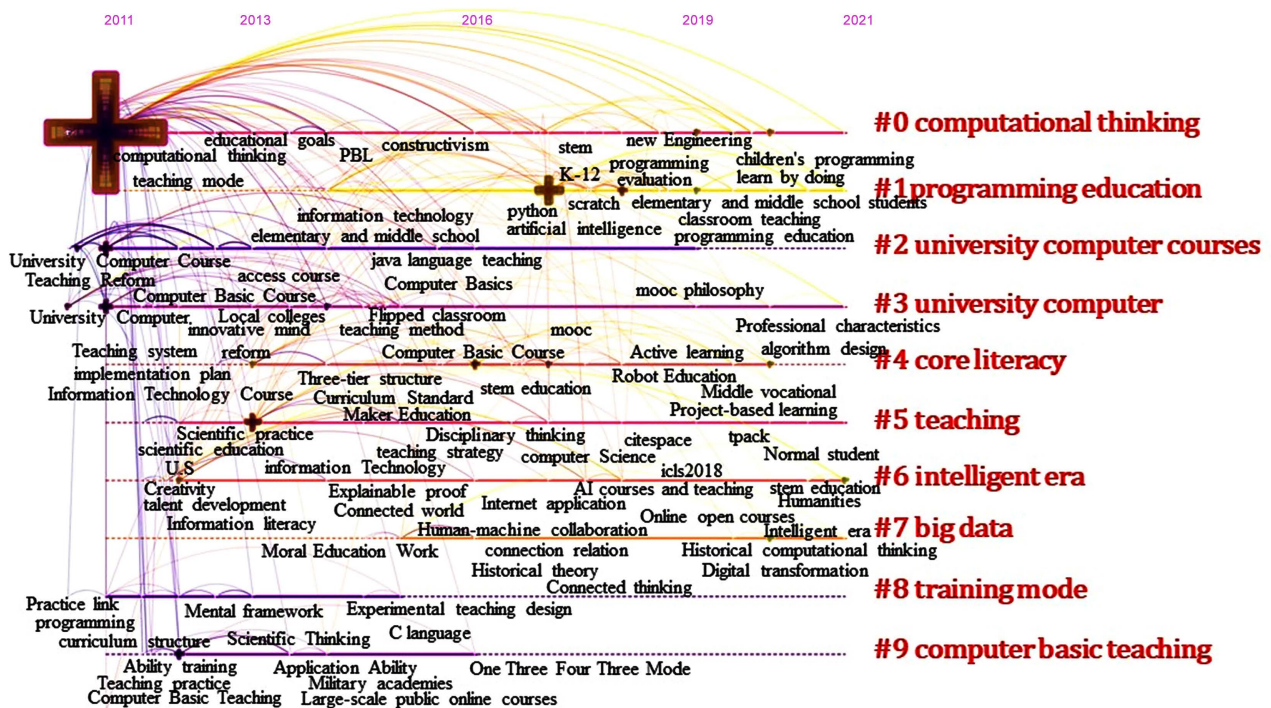 2011 2013 2016 2019 2021
#0 computational thinking
educational goals
constructivism
new Engineering
computational thinking
PBL
stem
programming
children's programming
teaching mode
K-12
evaluation
learn by doing
#1programming education
python
scratch
elementary and middle school students
information technology
artificial intelligence
classroom teaching
elementary and middle school
programming education
#2 university computer courses
University Computer Course
java language teaching
Teaching Reform
access course
Computer Basics
mooc philosophy
Computer Basic Course
#3 university computer
University Computer
Local colleges
Flipped classroom
innovative mind
teaching method
mooc
Professional characteristics
Teaching system
reform
Computer Basic Course
Active learning
algorithm design
#4 core literacy
implementation plan
Three-tier structure
stem education
Robot Education
Information Technology Course
Curriculum Standard
Middle vocational
Maker Education
Project-based learning
#5 teaching
Scientific practice
Disciplinary thinking
citespace
tpack
scientific education
teaching strategy
computer Science
Normal student
U.S
information Technology
icls2018
#6 intelligent era
Creativity
Explainable proof
AI courses and teaching
stem education
talent development
Connected world
Internet application
Humanities
Information literacy
Human-machine collaboration
Online open courses
Intelligent era
#7 big data
Moral Education Work
connection relation
Historical computational thinking
Historical theory
Digital transformation
Connected thinking
#8 training mode
Practice link
Mental framework
Experimental teaching design
programming
curriculum structure
Scientific Thinking
C language
#9 computer basic teaching
Ability training
Application Ability
One Three Four Three Mode
Teaching practice
Military academies
Computer Basic Teaching
Large-scale public online courses